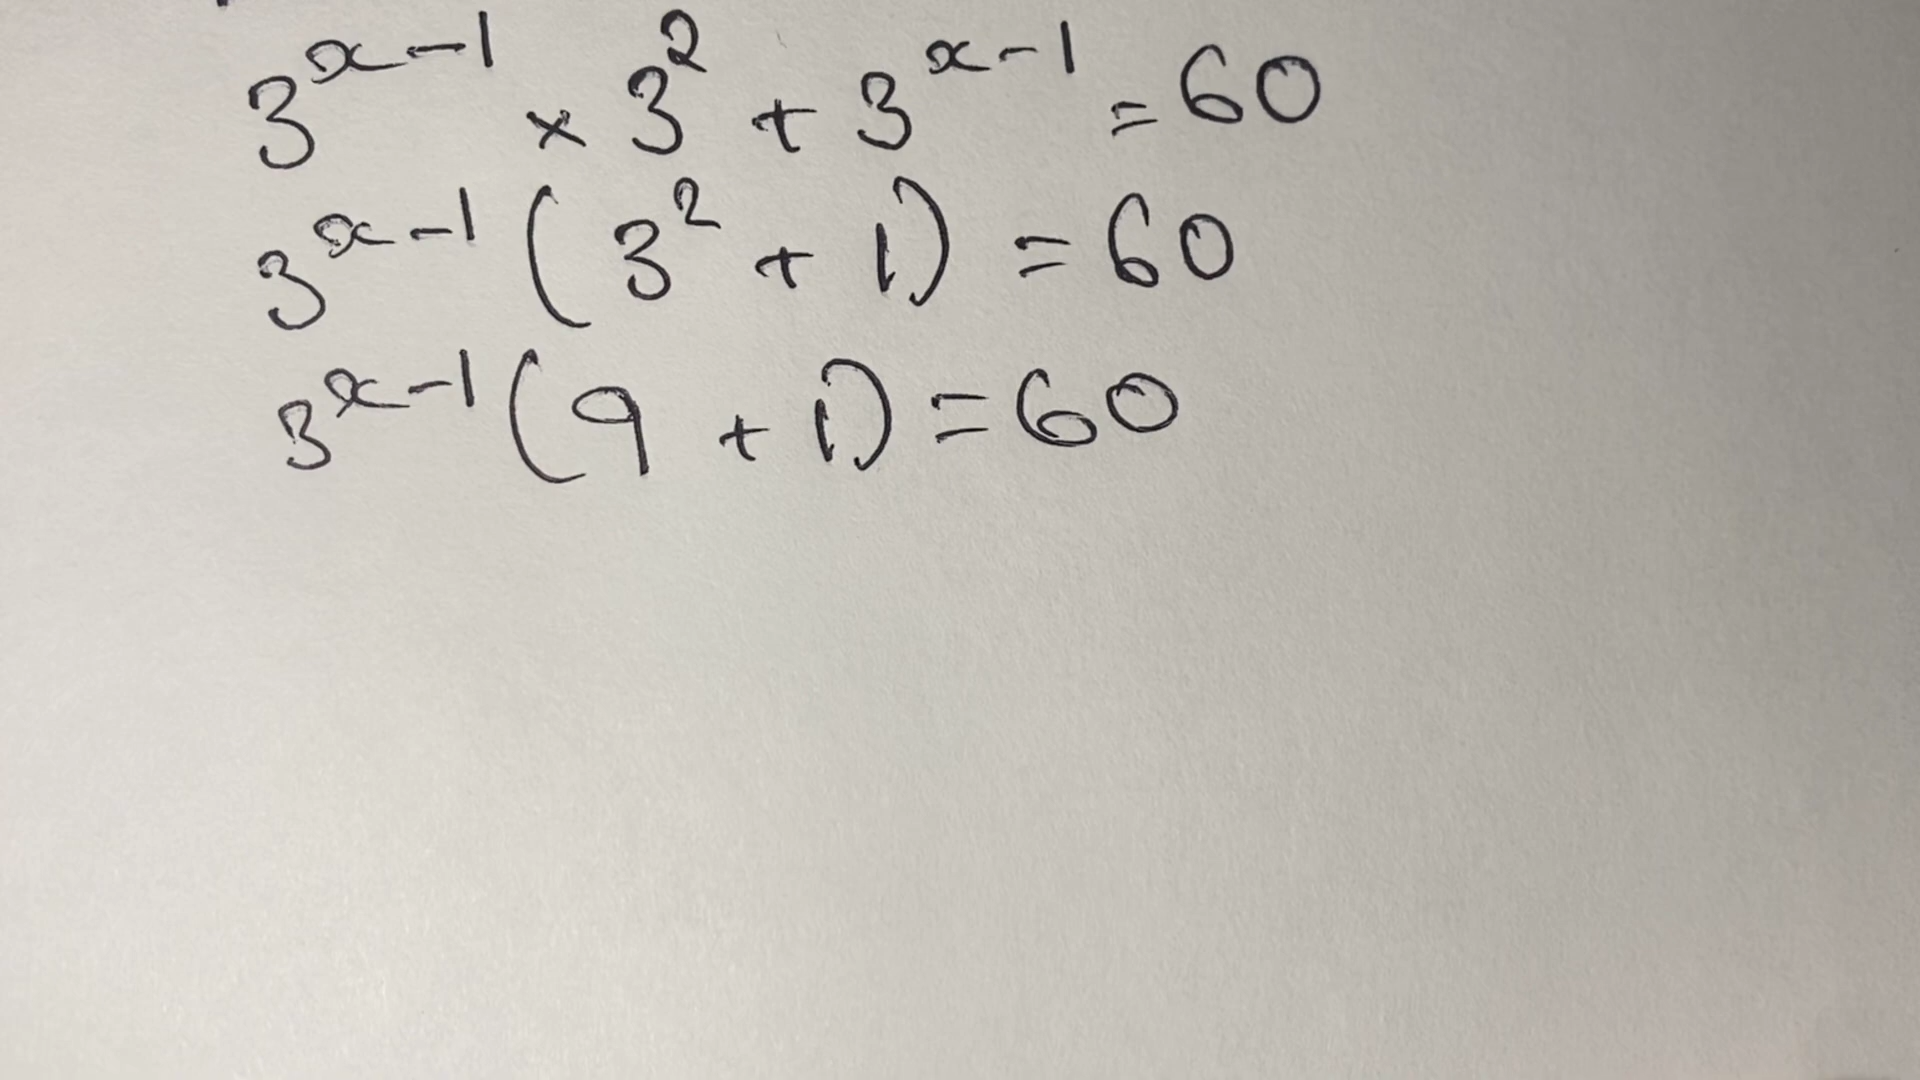 3^{x-1} × 3^2 + 3^{x-1} = 60
3^{x-1} (3^2 + 1) = 60
3^{x-1} (9 + 1) = 60